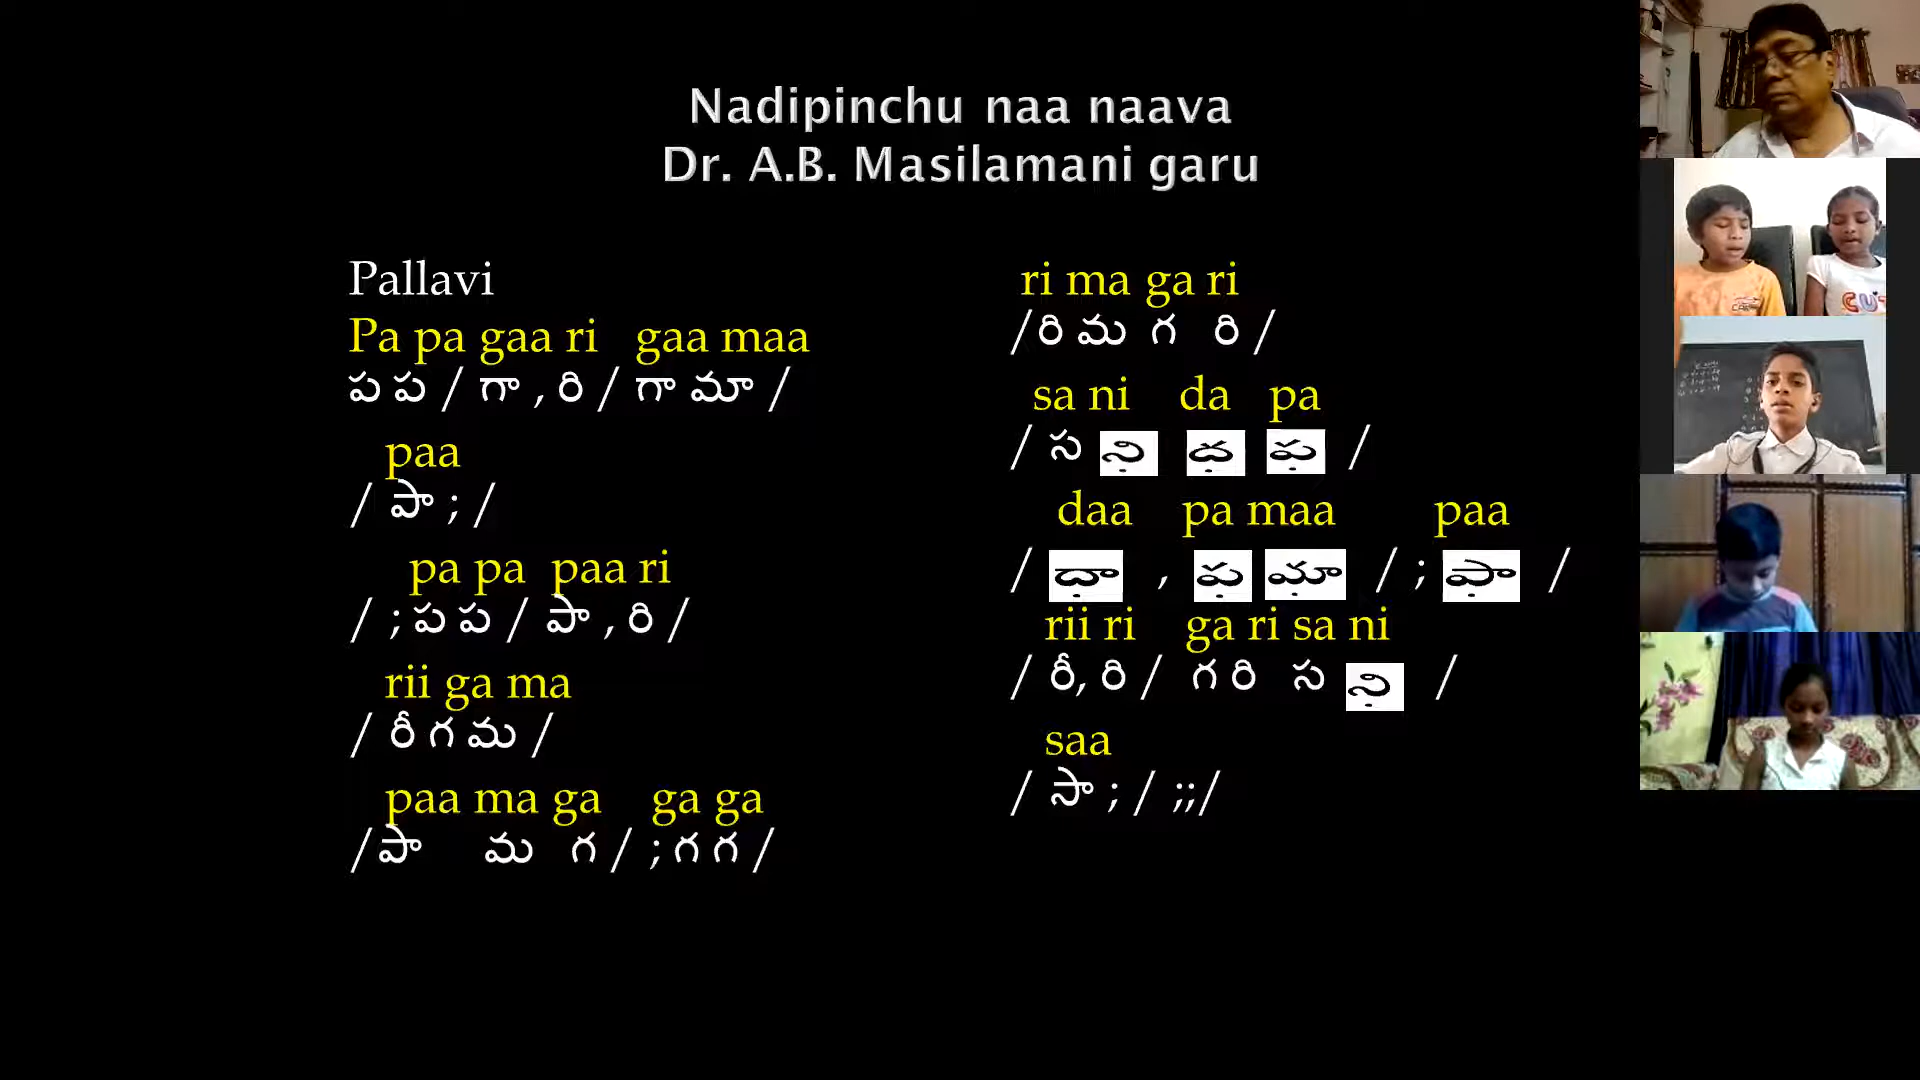 Nadipinchu naa naava
Dr. A.B. Masilamani garu
Pallavi
Pa pa gaa ri gaa maa
ప ప / గా , రి / గా మా /
paa
/ పా ; /
pa pa paa ri
/ ; ప ప / పా , రి /
rii ga ma
/ రీ గ మ /
paa ma ga ga ga
/ పా మ గ / ; గ గ /
ri ma ga ri
/ రి మ గ రి /
sa ni da pa
/ స ని ద ప /
daa pa maa paa
/ దా , ప మా / ; పా /
rii ri ga ri sa ni
/ రీ, రి / గ రి స ని /
saa
/ సా ; / ;;/